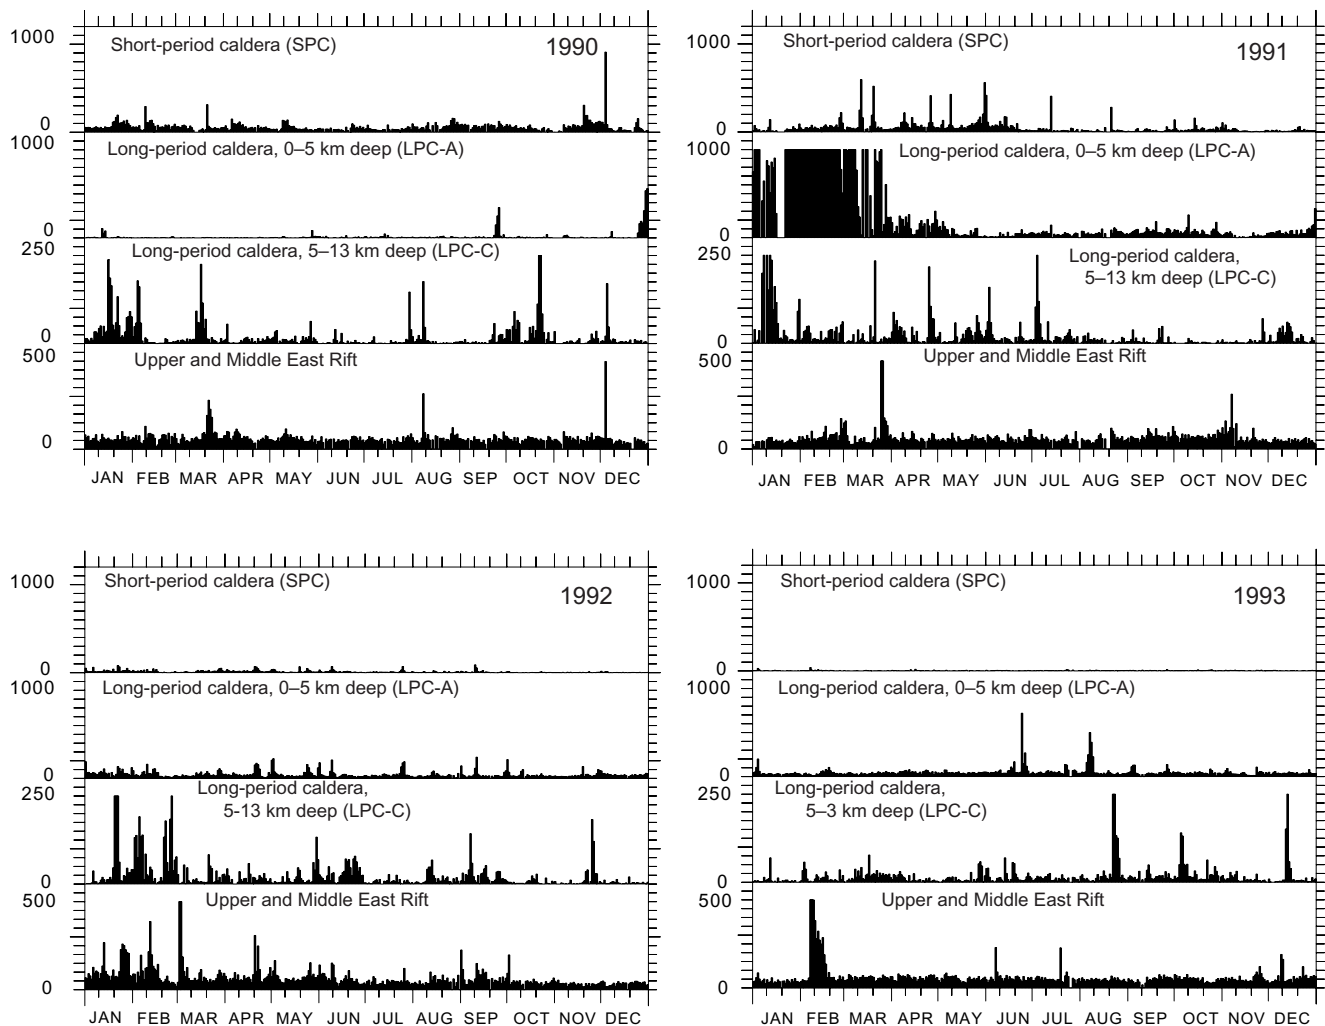 1990
1000
Short-period caldera (SPC)
0
1000
Long-period caldera, 0–5 km deep (LPC-A)
0
250
Long-period caldera, 5–13 km deep (LPC-C)
0
500
Upper and Middle East Rift
0
JAN FEB MAR APR MAY JUN JUL AUG SEP OCT NOV DEC
1991
1000
Short-period caldera (SPC)
0
1000
Long-period caldera, 0–5 km deep (LPC-A)
0
250
Long-period caldera,
5–13 km deep (LPC-C)
0
500
Upper and Middle East Rift
0
JAN FEB MAR APR MAY JUN JUL AUG SEP OCT NOV DEC
1992
1000
Short-period caldera (SPC)
0
1000
Long-period caldera, 0–5 km deep (LPC-A)
0
250
Long-period caldera,
5-13 km deep (LPC-C)
0
500
Upper and Middle East Rift
0
JAN FEB MAR APR MAY JUN JUL AUG SEP OCT NOV DEC
1993
1000
Short-period caldera (SPC)
0
1000
Long-period caldera, 0–5 km deep (LPC-A)
0
250
Long-period caldera,
5–3 km deep (LPC-C)
0
500
Upper and Middle East Rift
0
JAN FEB MAR APR MAY JUN JUL AUG SEP OCT NOV DEC